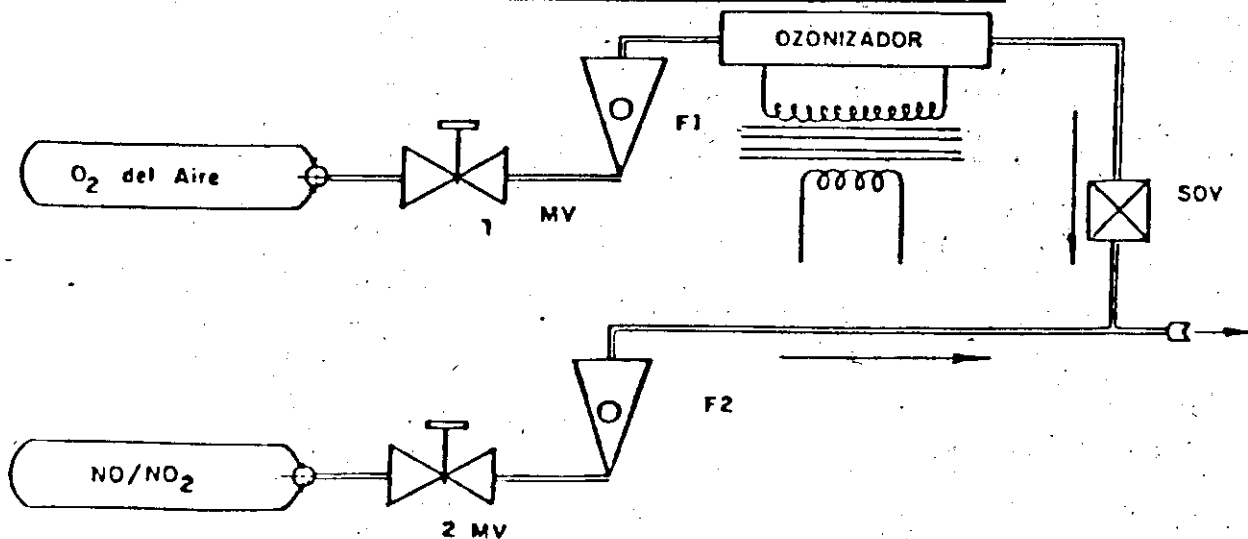 OZONIZADOR
F1
O2 del Aire
1 MV
SOV
F2
NO/NO2
2 MV